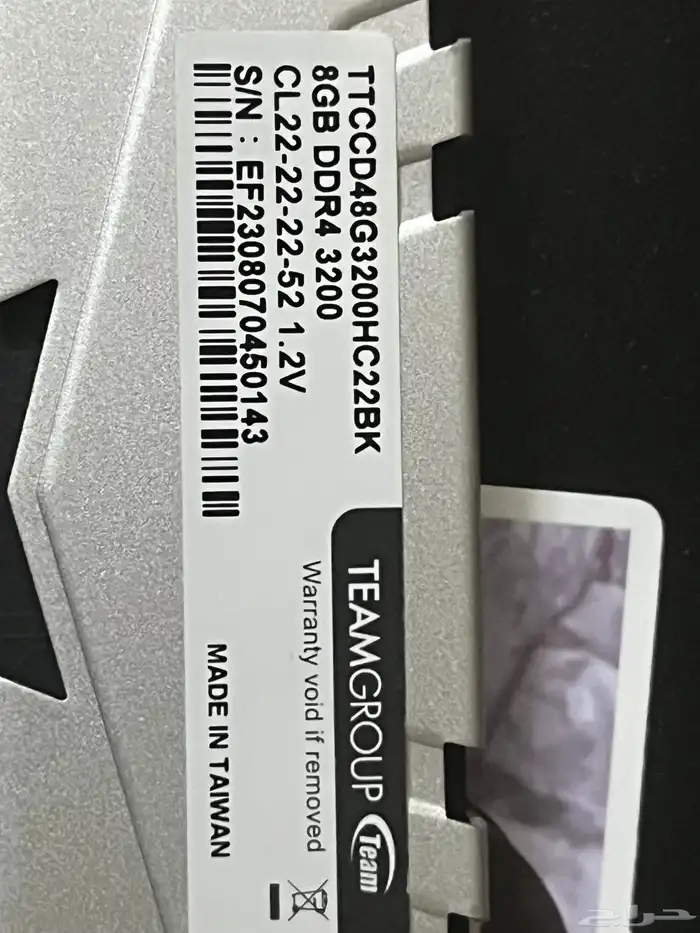 TTCCD48G3200HC22BK
8GB DDR4 3200
CL22-22-22-52 1.2V
S/N : EF2308070450143
TEAMGROUP Team
Warranty void if removed
MADE IN TAIWAN
حراج